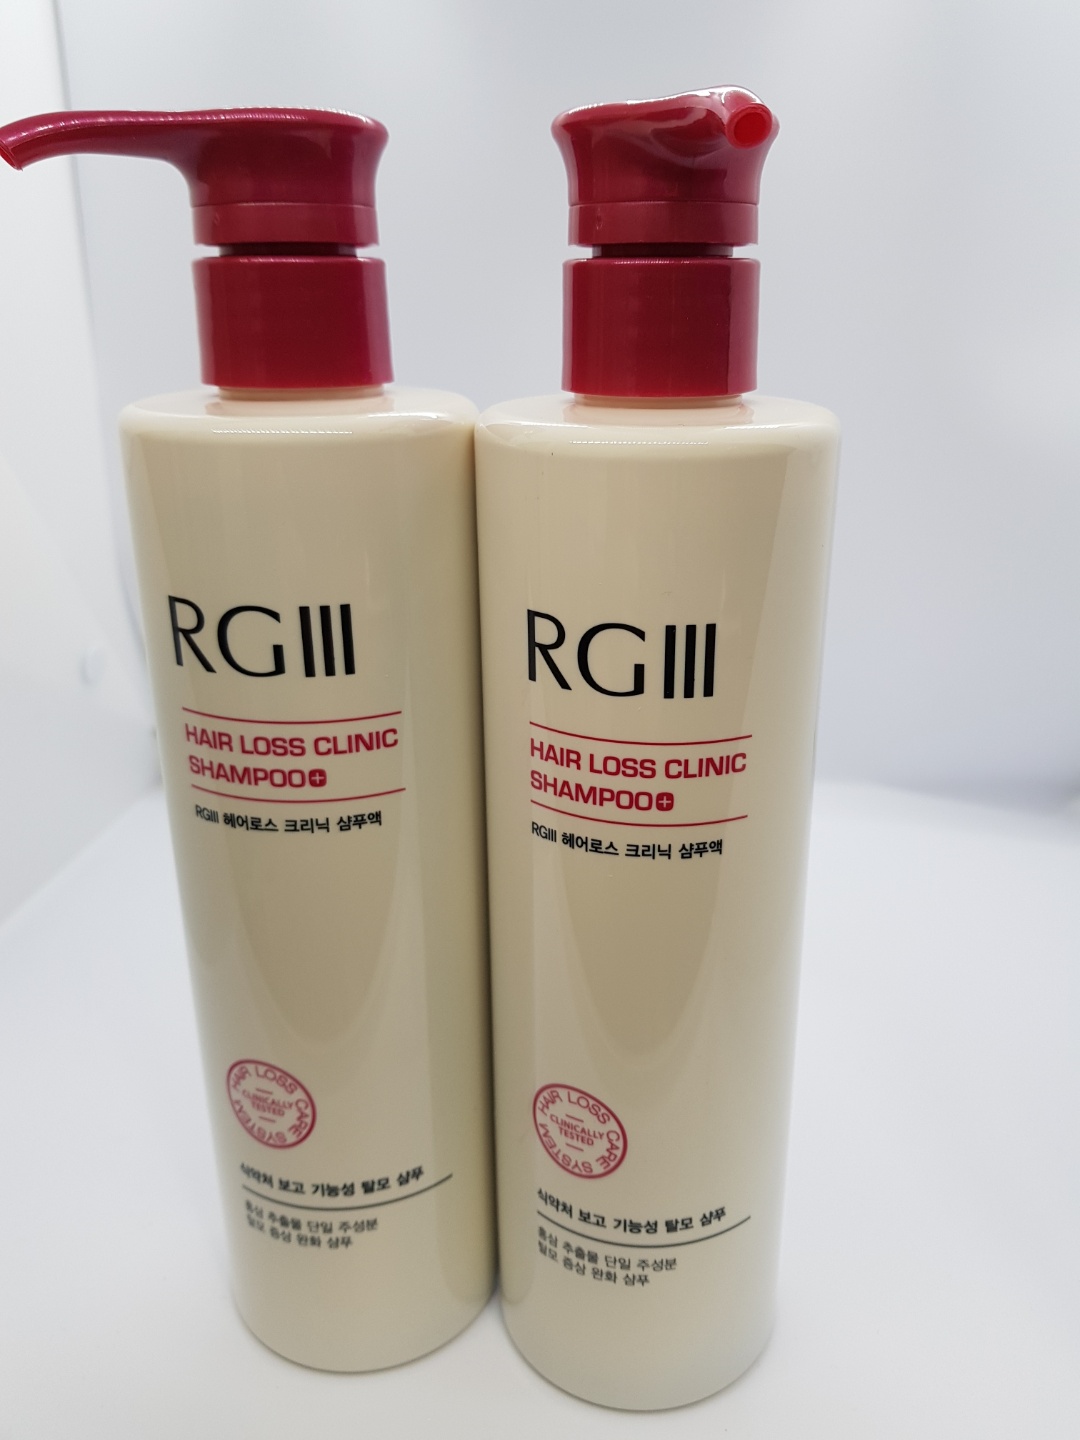 RGIII
HAIR LOSS CLINIC
SHAMPOO+
RGIII 헤어로스 크리닉 샴푸액
HAIR LOSS CARE SYSTEM
CLINICALLY
TESTED
식약처 보고 기능성 탈모 샴푸
홍삼 추출물 단일 주성분
탈모 증상 완화 샴푸
RGIII
HAIR LOSS CLINIC
SHAMPOO+
RGIII 헤어로스 크리닉 샴푸액
HAIR LOSS CARE SYSTEM
CLINICALLY
TESTED
식약처 보고 기능성 탈모 샴푸
홍삼 추출물 단일 주성분
탈모 증상 완화 샴푸